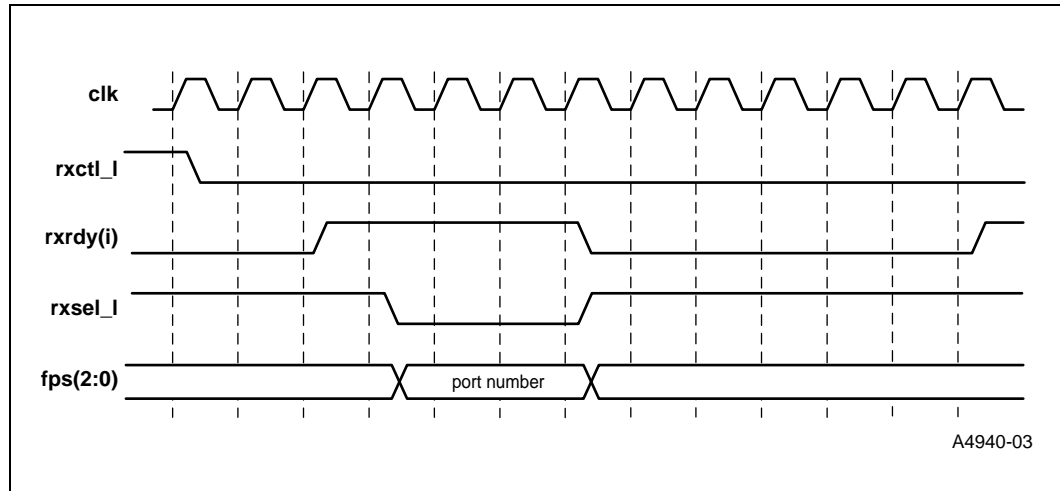 clk
rxctl_l
rxrdy(i)
rxsel_l
fps(2:0)
port number
A4940-03